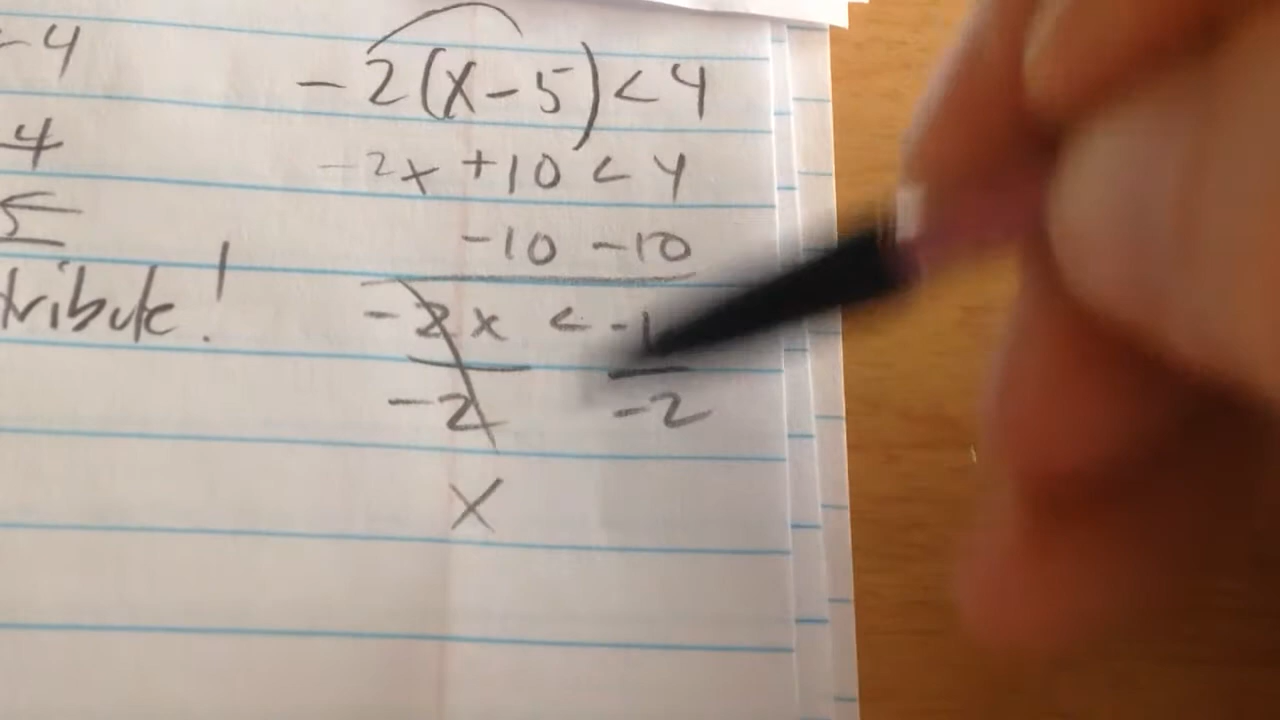 -4
-2(x-5)<4
4
-2x +10 < 4
5
-10 -10
tribute!
-2x < -
-2 -2
x